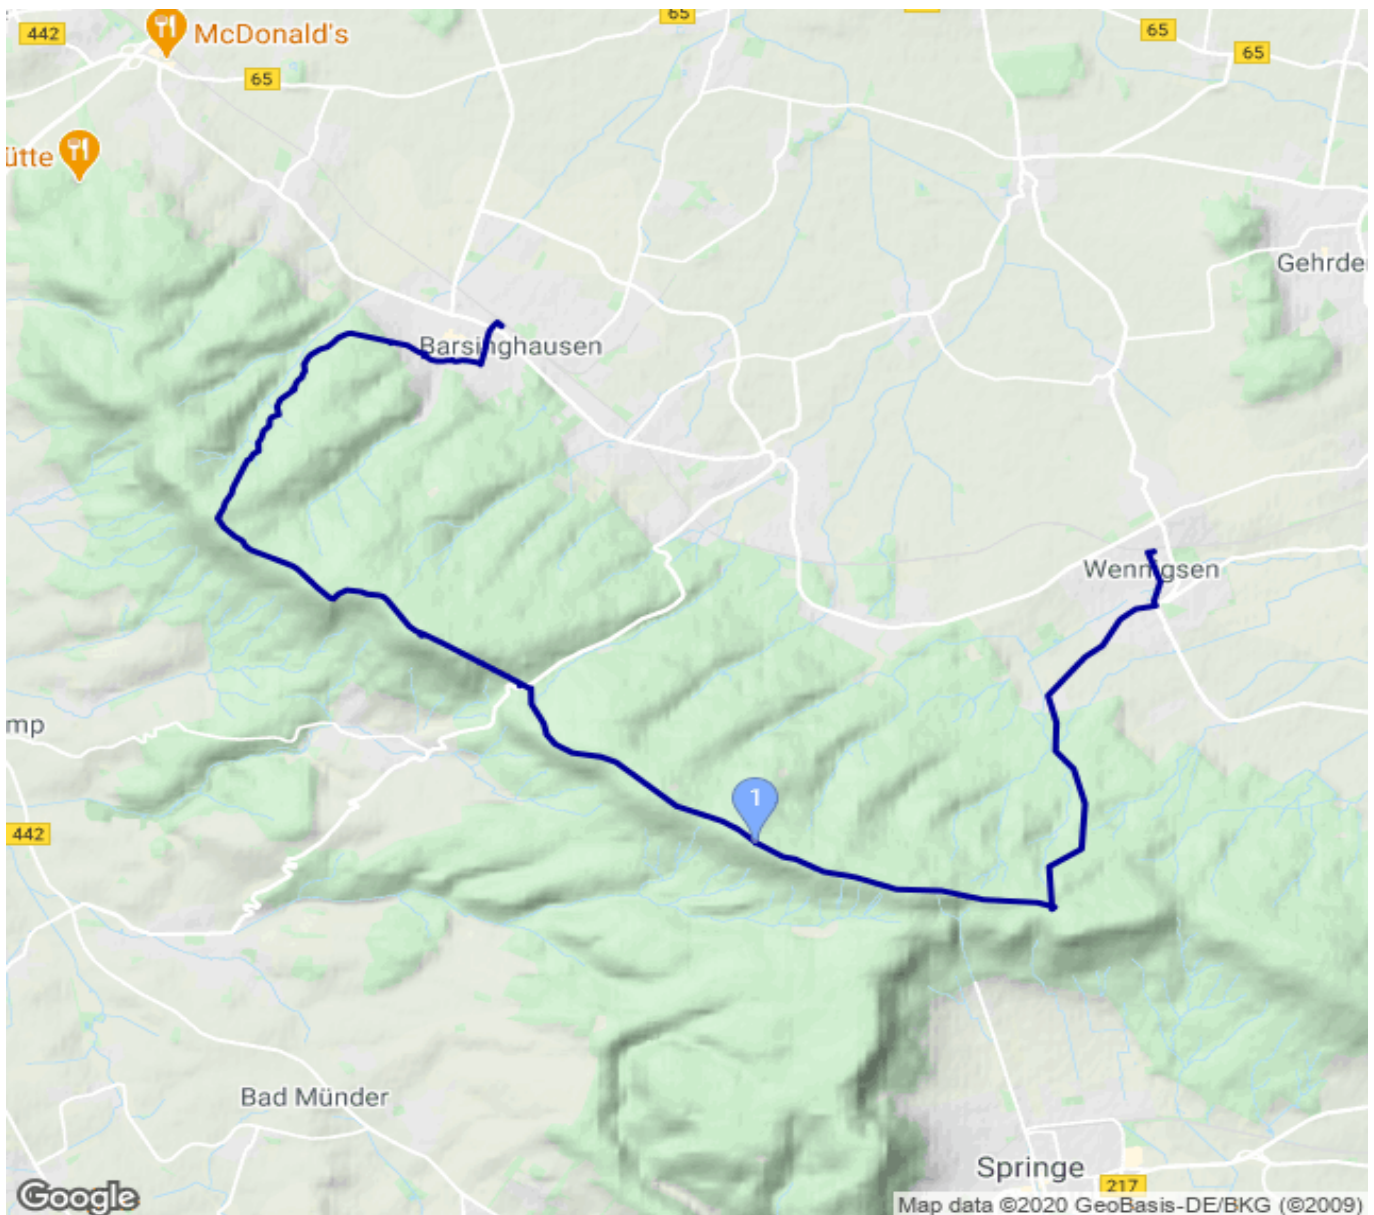 442
McDonald's
65
65
65
65
ütte
Gehrde
Barsinghausen
Wennigsen
mp
1
442
Bad Münder
Springe
217
Google
Map data ©2020 GeoBasis-DE/BKG (©2009)